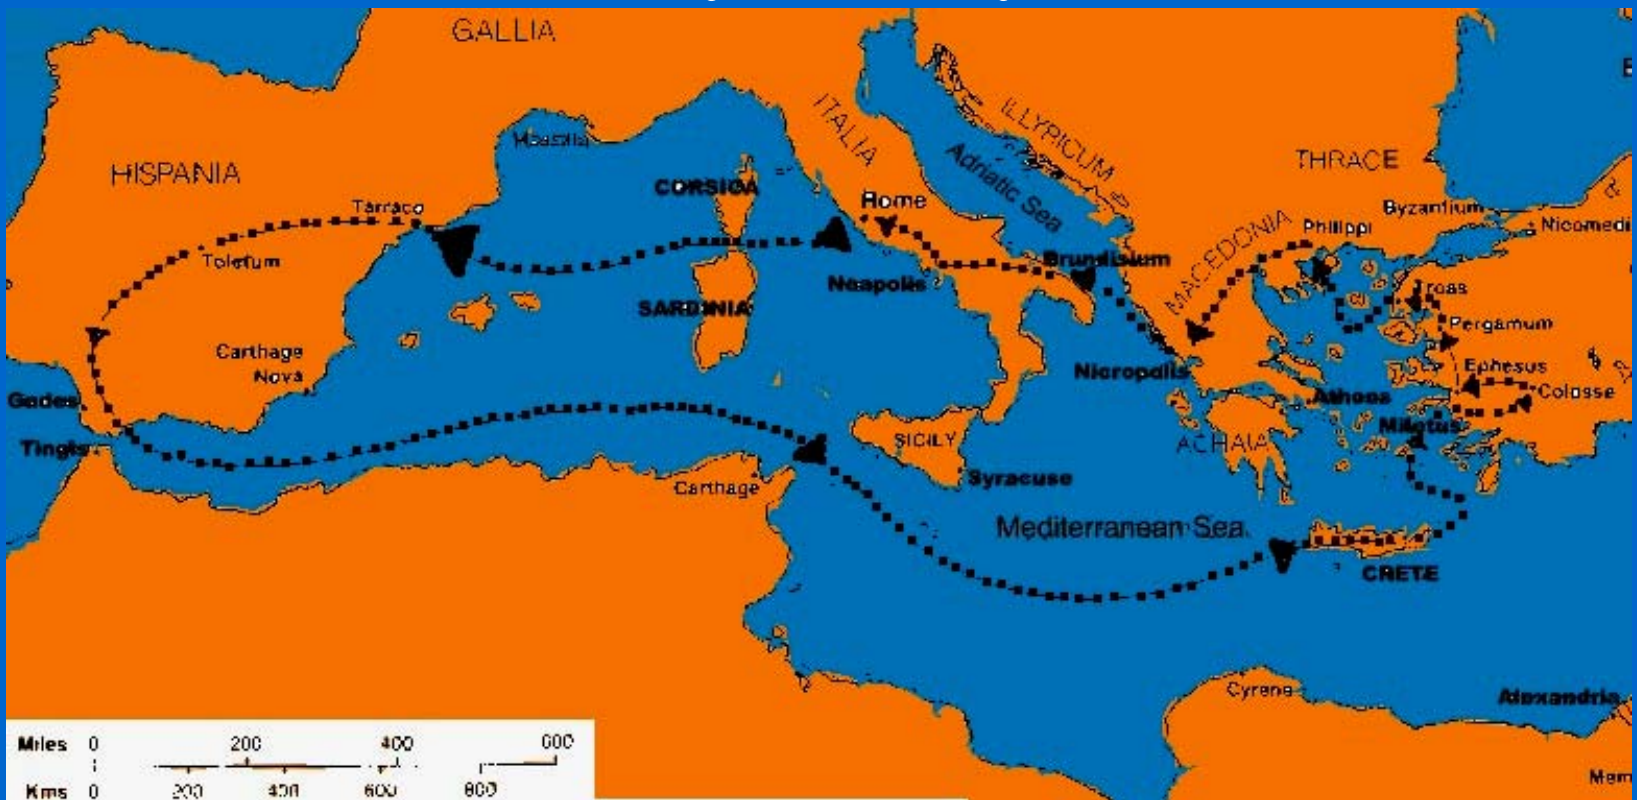 GALLIA
ITALIA
ILLYRICUM
Adriatic Sea
THRACE
HISPANIA
CORSICA
Rome
MACEDONIA
Philippi
Byzantium
Nicomedi
Tarraco
Toletum
Brundisium
Neapolis
SARDINIA
Troas
Pergamum
Carthage
Nova
Nicropolis
Ephesus
Colosse
Gades
Athens
Miletus
Tingis
SICILY
ACHAIA
Carthage
Syracuse
Mediterranean Sea
CRETE
Cyrene
Alexandria
Mem
Miles 0 200 400 600
Kms 0 200 400 600 800